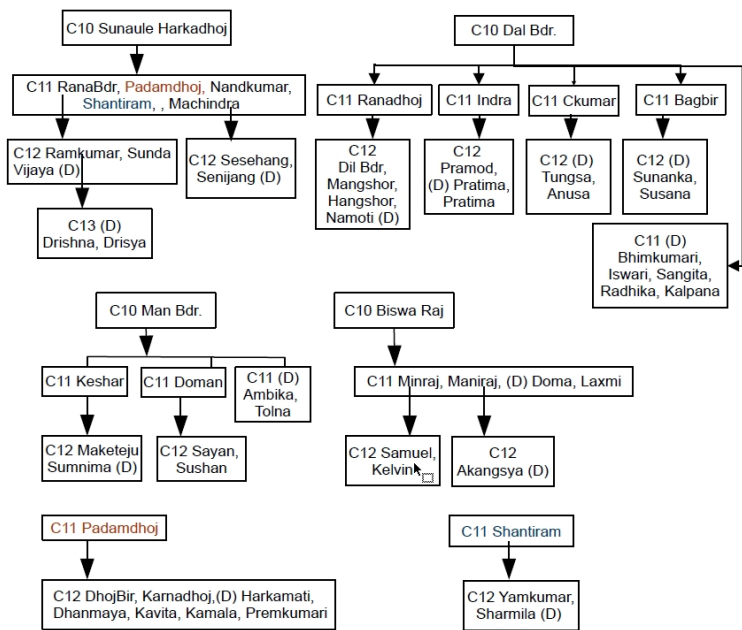 C10 Sunaule Harkadhoj
C10 Dal Bdr.
C11 RanaBdr, Padamdhoj, Nandkumar,
Shantiram, , Machindra
C11 Ranadhoj
C11 Indra
C11 Ckumar
C11 Bagbir
C12 Ramkumar, Sunda
Vijaya (D)
C12 Sesehang,
Senijang (D)
C12
Dil Bdr,
Mangshor,
Hangshor,
Namoti (D)
C12
Pramod,
(D) Pratima,
Pratima
C12 (D)
Tungsa,
Anusa
C12 (D)
Sunanka,
Susana
C13 (D)
Drishna, Drisya
C11 (D)
Bhimkumari,
Iswari, Sangita,
Radhika, Kalpana
C10 Man Bdr.
C10 Biswa Raj
C11 Keshar
C11 Doman
C11 (D)
Ambika,
Tolna
C11 Minraj, Maniraj, (D) Doma, Laxmi
C12 Maketeju
Sumnima (D)
C12 Sayan,
Sushan
C12 Samuel,
Kelvin
C12
Akangsya (D)
C11 Padamdhoj
C11 Shantiram
C12 DhojBir, Karnadhoj,(D) Harkamati,
Dhanmaya, Kavita, Kamala, Premkumari
C12 Yamkumar,
Sharmila (D)